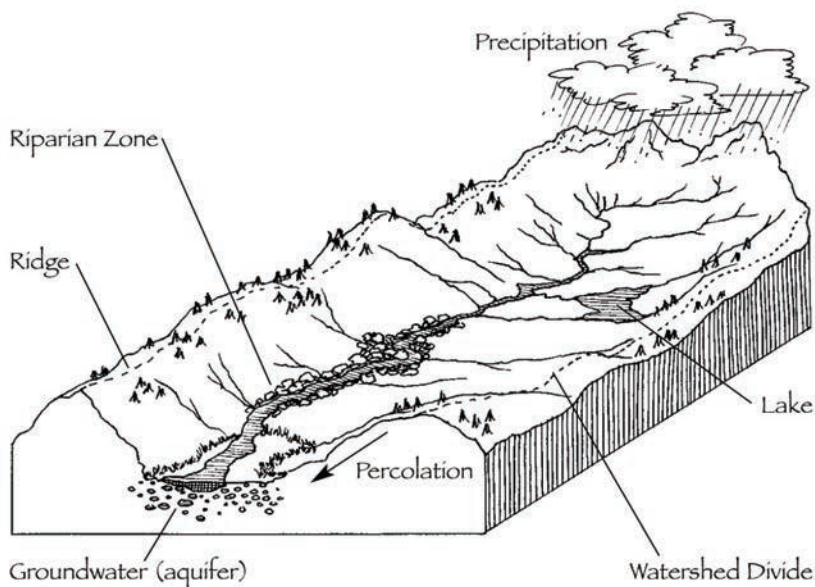 Precipitation
Riparian Zone
Ridge
Lake
Percolation
Groundwater (aquifer)
Watershed Divide